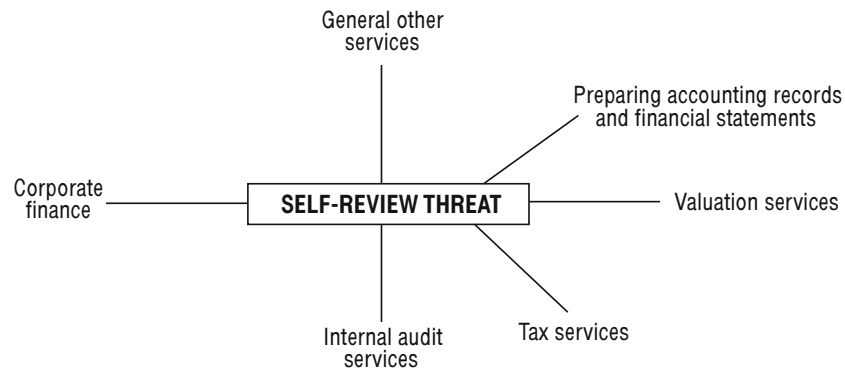 General other
services
Preparing accounting records
and financial statements
Corporate
finance
SELF-REVIEW THREAT
Valuation services
Internal audit
services
Tax services